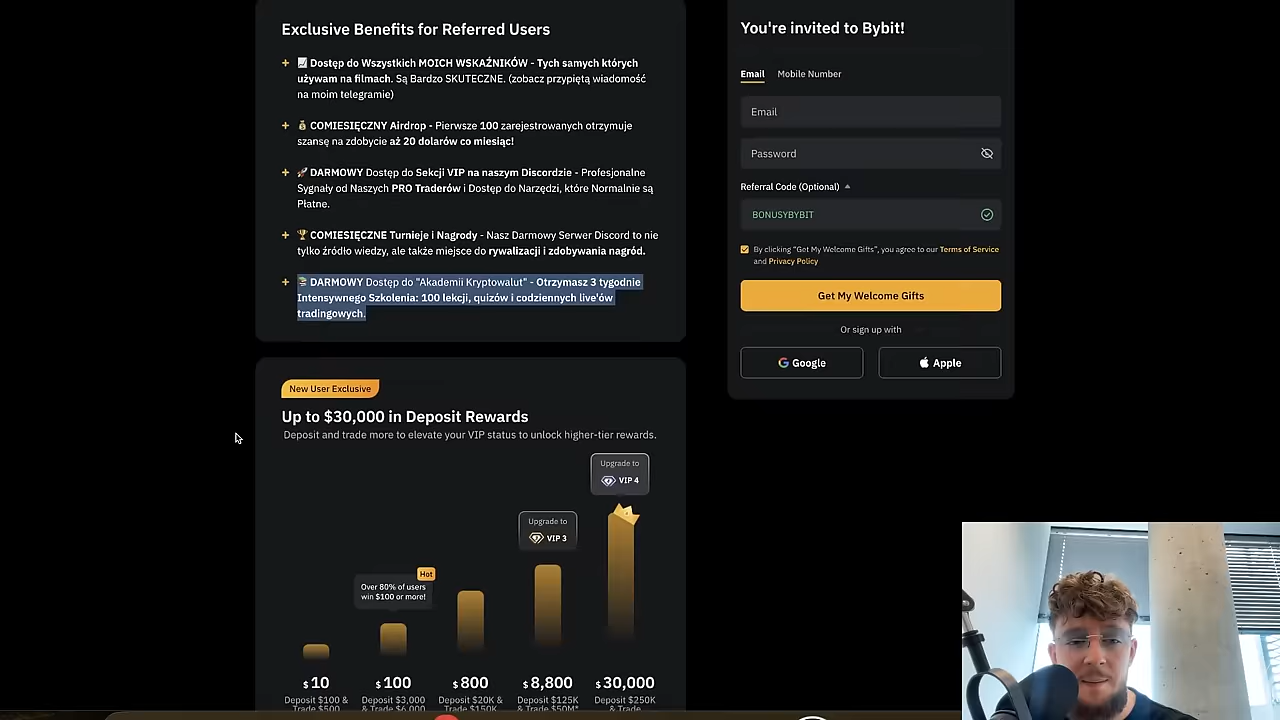 Exclusive Benefits for Referred Users
Dostęp do Wszystkich MOICH WSKAŹNIKÓW - Tych samych których
używam na filmach. Są Bardzo SKUTECZNE. (zobacz przypiętą wiadomość
na moim telegramie)
COMIESIĘCZNY Airdrop - Pierwsze 100 zarejestrowanych otrzymuje
szansę na zdobycie aż 20 dolarów co miesiąc!
DARMOWY Dostęp do Sekcji VIP na naszym Discordzie - Profesjonalne
Sygnały od Naszych PRO Traderów i Dostęp do Narzędzi, które Normalnie są
Płatne.
COMIESIĘCZNE Turnieje i Nagrody - Nasz Darmowy Serwer Discord to nie
tylko źródło wiedzy, ale także miejsce do rywalizacji i zdobywania nagród.
DARMOWY Dostęp do "Akademii Kryptowalut" - Otrzymasz 3 tygodnie
Intensywnego Szkolenia: 100 lekcji, quizów i codziennych live'ów
tradingowych.
New User Exclusive
Up to $30,000 in Deposit Rewards
Deposit and trade more to elevate your VIP status to unlock higher-tier rewards.
Upgrade to
VIP 4
Upgrade to
VIP 3
Hot
Over 80% of users
win $100 or more!
$10 $100 $800 $8,800 $30,000
Deposit $100 & Deposit $3,000 Deposit $20K & Deposit $125K Deposit $250K
Trade $500 & Trade $6,000 Trade $150K & Trade $50M* & Trade
You're invited to Bybit!
Email Mobile Number
Email
Password
Referral Code (Optional)
BONUSYBYBIT
By clicking "Get My Welcome Gifts", you agree to our Terms of Service
and Privacy Policy
Get My Welcome Gifts
Or sign up with
Google Apple